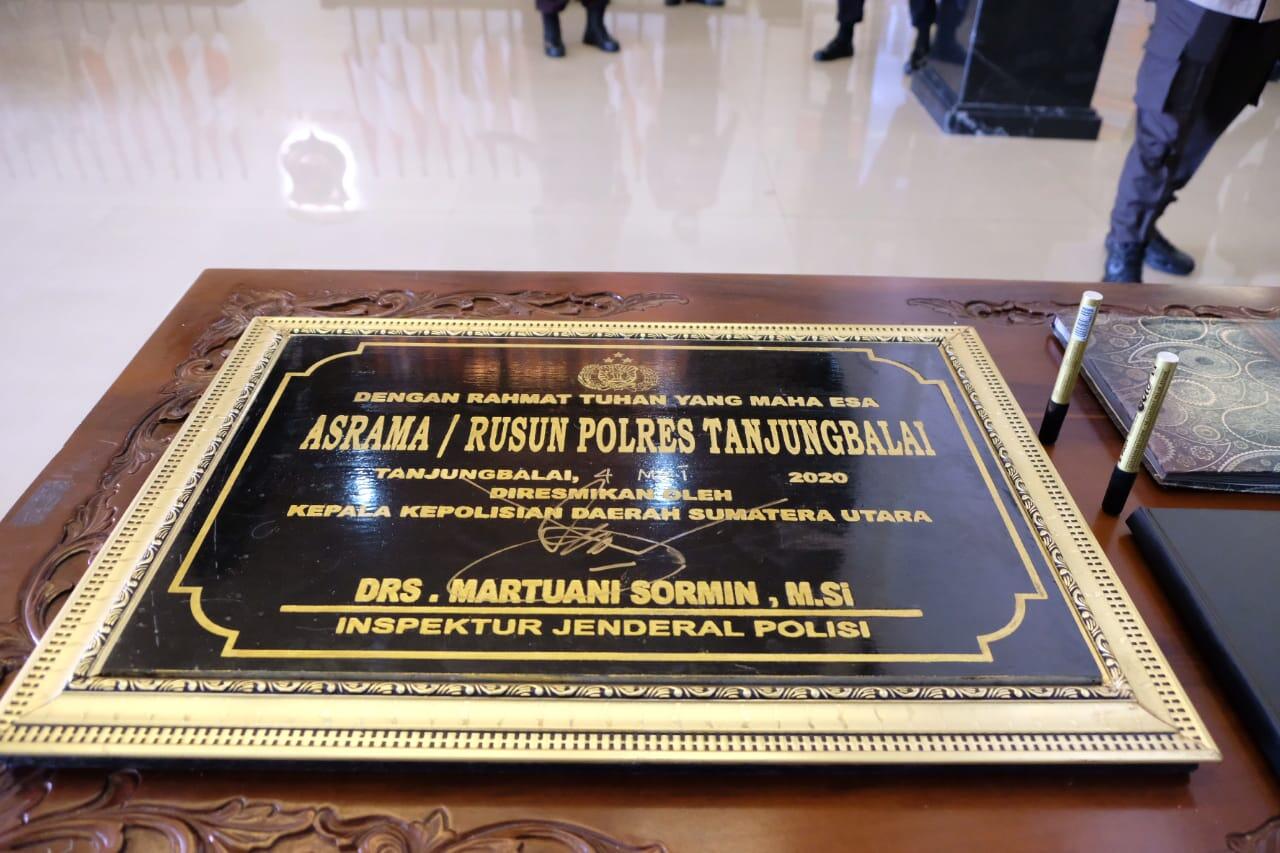 DENGAN RAHMAT TUHAN YANG MAHA ESA
ASRAMA / RUSUN POLRES TANJUNGBALAI
TANJUNGBALAI, 4 MEI 2020
DIRESMIKAN OLEH
KEPALA KEPOLISIAN DAERAH SUMATERA UTARA
DRS . MARTUANI SORMIN , M.Si
INSPEKTUR JENDERAL POLISI